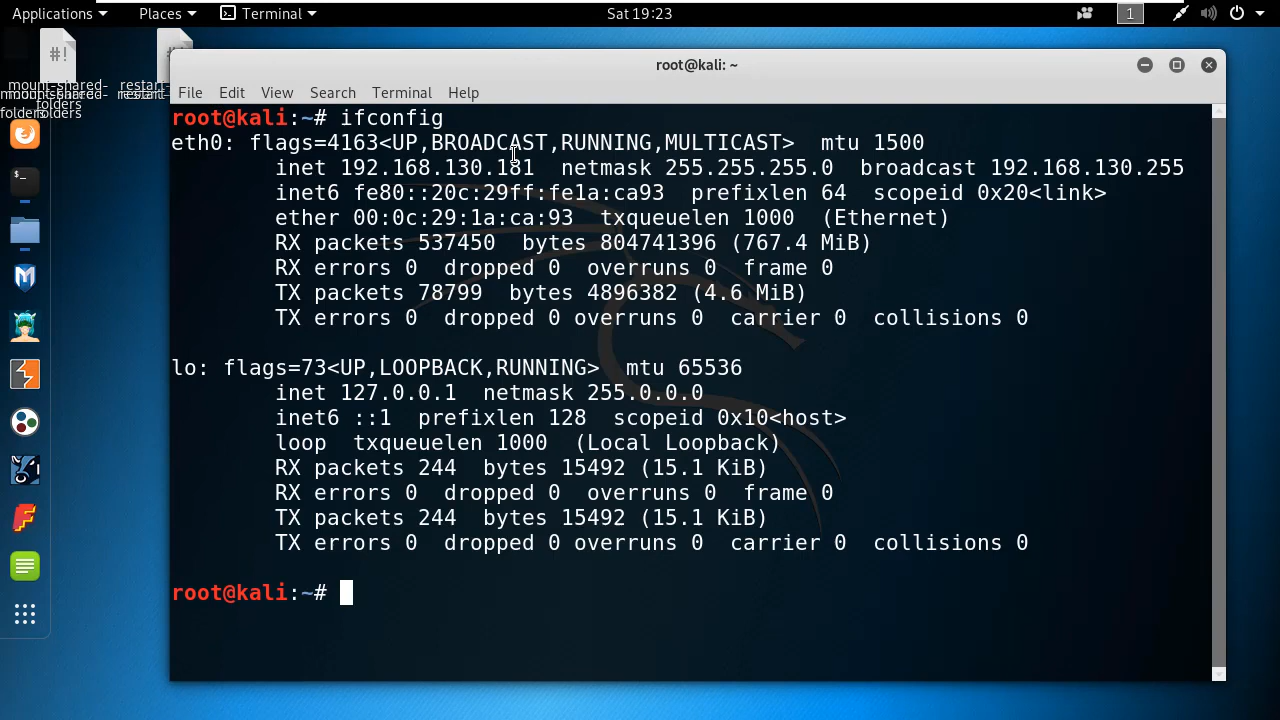 Applications Places Terminal Sat 19:23 1
#!
mount-shared-folders
restart-
root@kali: ~
File Edit View Search Terminal Help
root@kali:~# ifconfig
eth0: flags=4163<UP,BROADCAST,RUNNING,MULTICAST>  mtu 1500
        inet 192.168.130.181  netmask 255.255.255.0  broadcast 192.168.130.255
        inet6 fe80::20c:29ff:fe1a:ca93  prefixlen 64  scopeid 0x20<link>
        ether 00:0c:29:1a:ca:93  txqueuelen 1000  (Ethernet)
        RX packets 537450  bytes 804741396 (767.4 MiB)
        RX errors 0  dropped 0  overruns 0  frame 0
        TX packets 78799  bytes 4896382 (4.6 MiB)
        TX errors 0  dropped 0 overruns 0  carrier 0  collisions 0
lo: flags=73<UP,LOOPBACK,RUNNING>  mtu 65536
        inet 127.0.0.1  netmask 255.0.0.0
        inet6 ::1  prefixlen 128  scopeid 0x10<host>
        loop  txqueuelen 1000  (Local Loopback)
        RX packets 244  bytes 15492 (15.1 KiB)
        RX errors 0  dropped 0  overruns 0  frame 0
        TX packets 244  bytes 15492 (15.1 KiB)
        TX errors 0  dropped 0 overruns 0  carrier 0  collisions 0
root@kali:~#